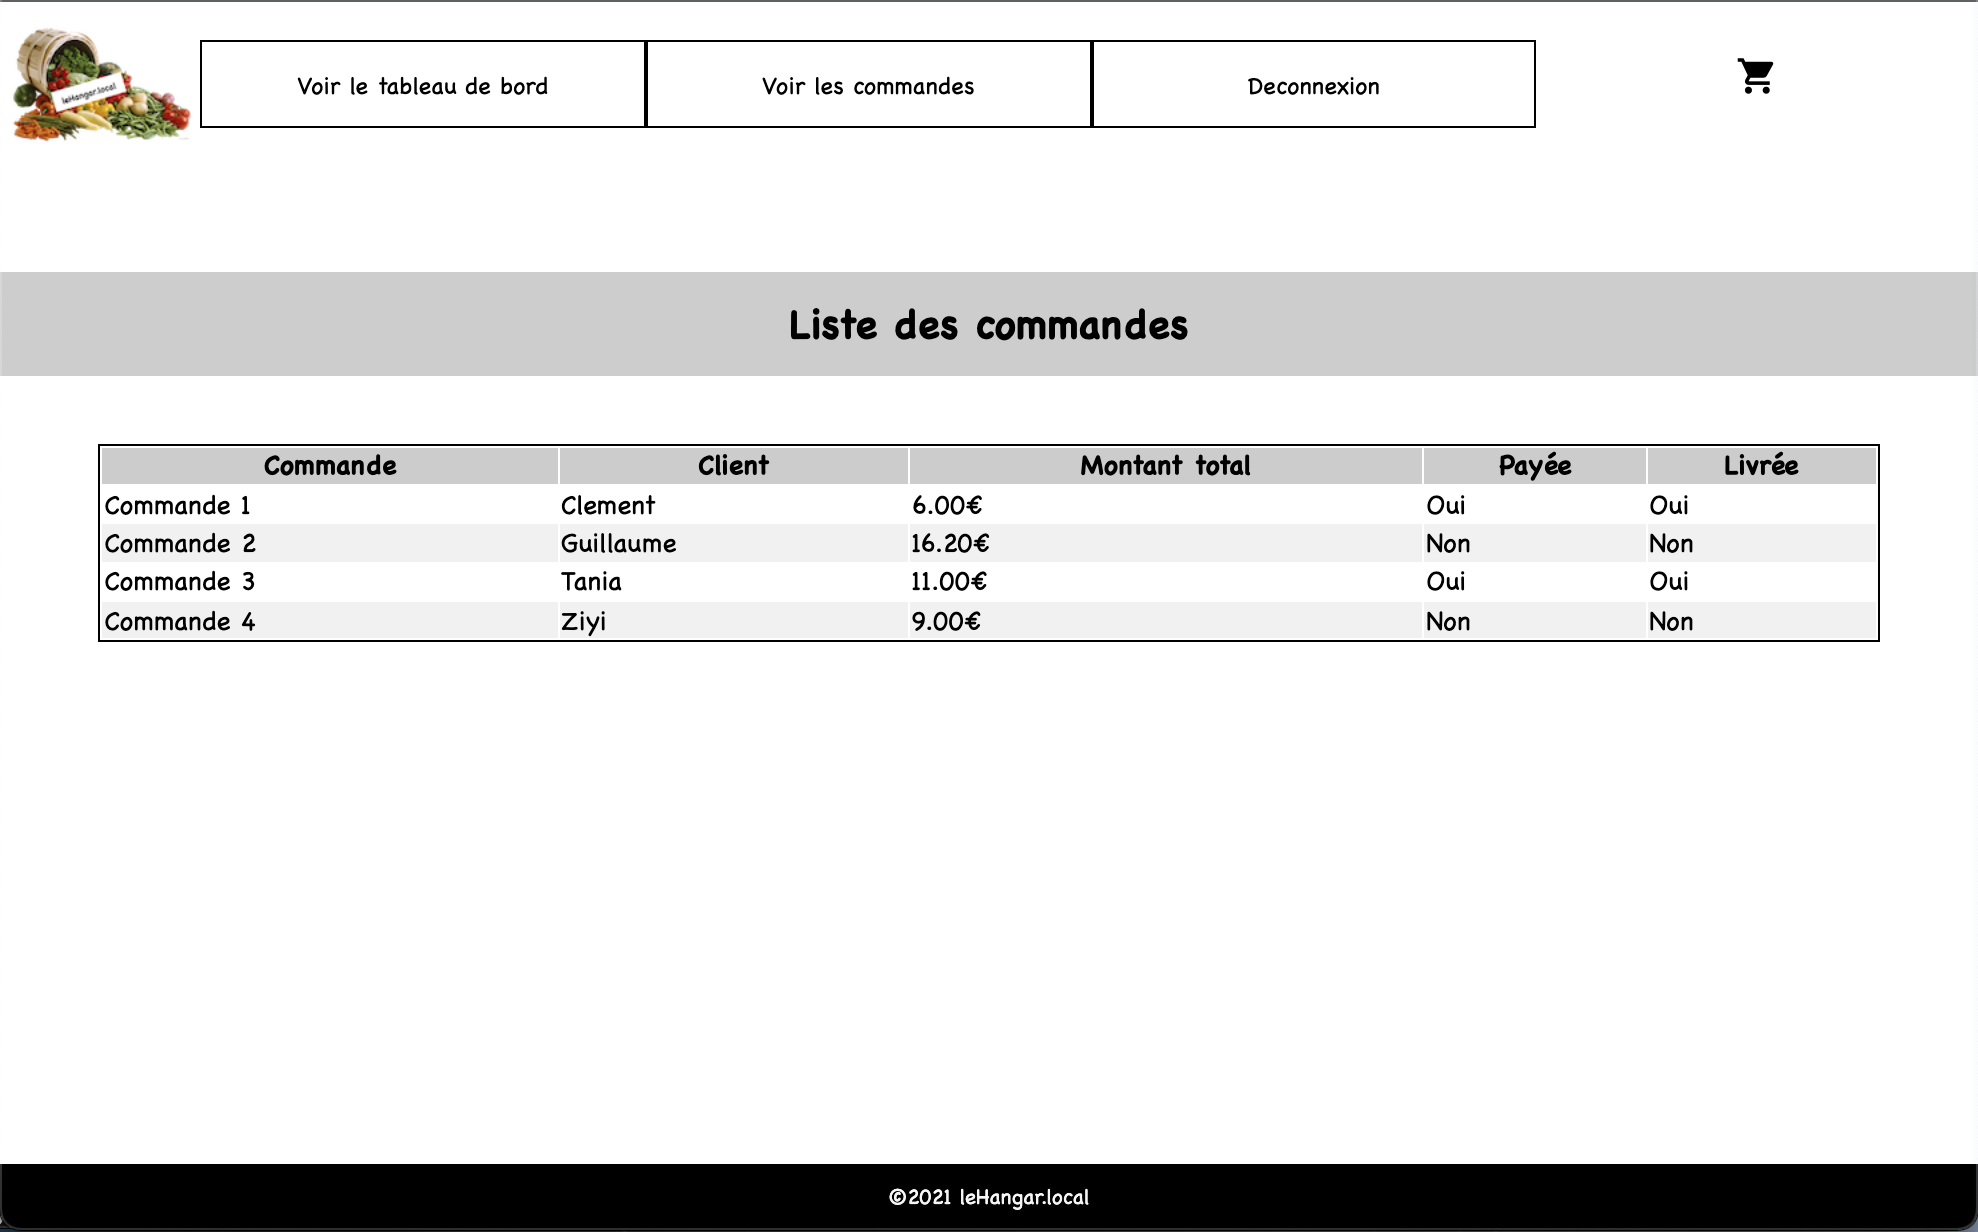 leHangar.local
Voir le tableau de bord
Voir les commandes
Deconnexion
Liste des commandes
Commande Client Montant total Payée Livrée
Commande 1 Clement 6.00€ Oui Oui
Commande 2 Guillaume 16.20€ Non Non
Commande 3 Tania 11.00€ Oui Oui
Commande 4 Ziyi 9.00€ Non Non
©2021 leHangar.local